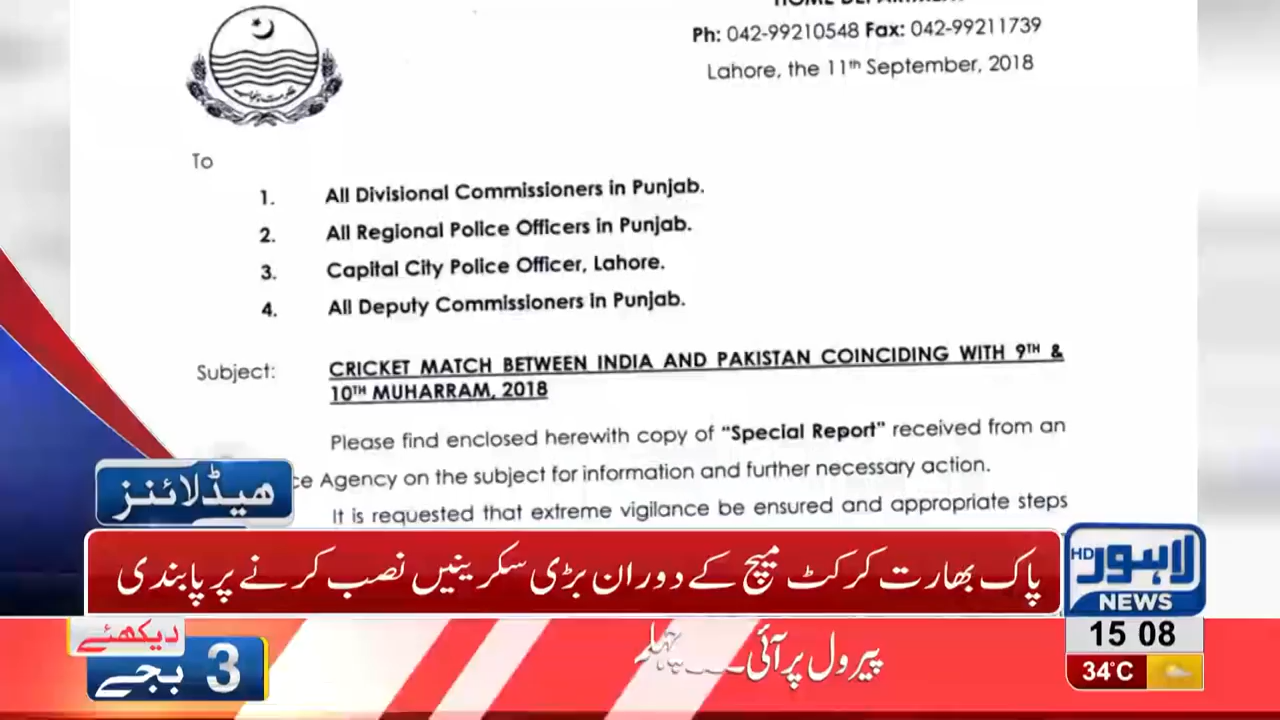 Ph: 042-99210548 Fax: 042-99211739
Lahore, the 11th September, 2018
To
1. All Divisional Commissioners in Punjab.
2. All Regional Police Officers in Punjab.
3. Capital City Police Officer, Lahore.
4. All Deputy Commissioners in Punjab.
Subject: CRICKET MATCH BETWEEN INDIA AND PAKISTAN COINCIDING WITH 9TH &
10TH MUHARRAM, 2018
Please find enclosed herewith copy of “Special Report” received from an
Agency on the subject for information and further necessary action.
It is requested that extreme vigilance be ensured and appropriate steps
ھیڈلائنز
پاک بھارت کرکٹ میچ کے دوران بڑی سکرینیں نصب کرنے پر پابندی
HD لاہور
NEWS
15 08
34°C
دیکھئے
3 بجے
پیرول پر آئی۔۔۔پہلے